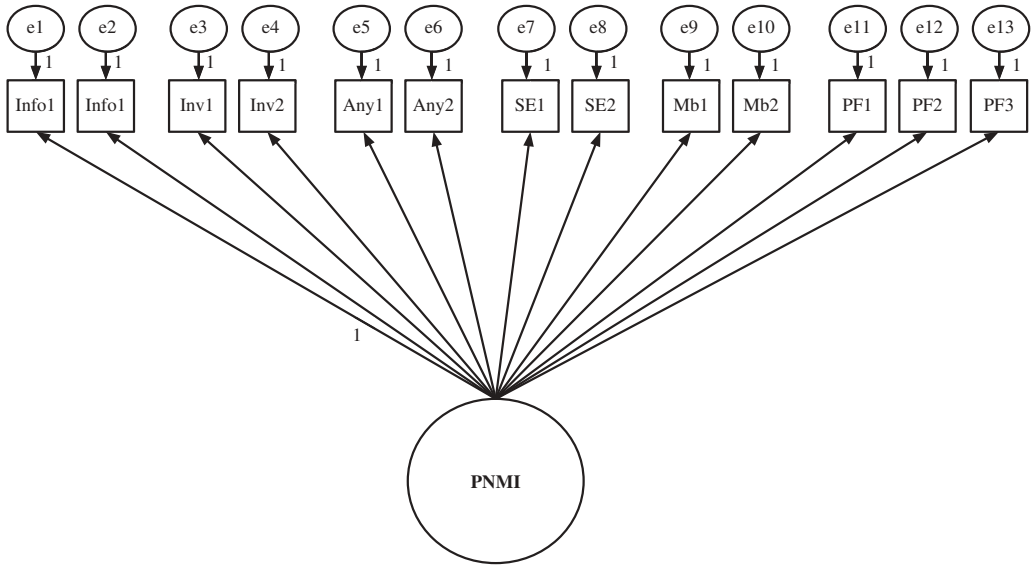 e1 e2 e3 e4 e5 e6 e7 e8 e9 e10 e11 e12 e13
1 1 1 1 1 1 1 1 1 1 1 1 1
Info1 Info1 Inv1 Inv2 Any1 Any2 SE1 SE2 Mb1 Mb2 PF1 PF2 PF3
1
PNMI